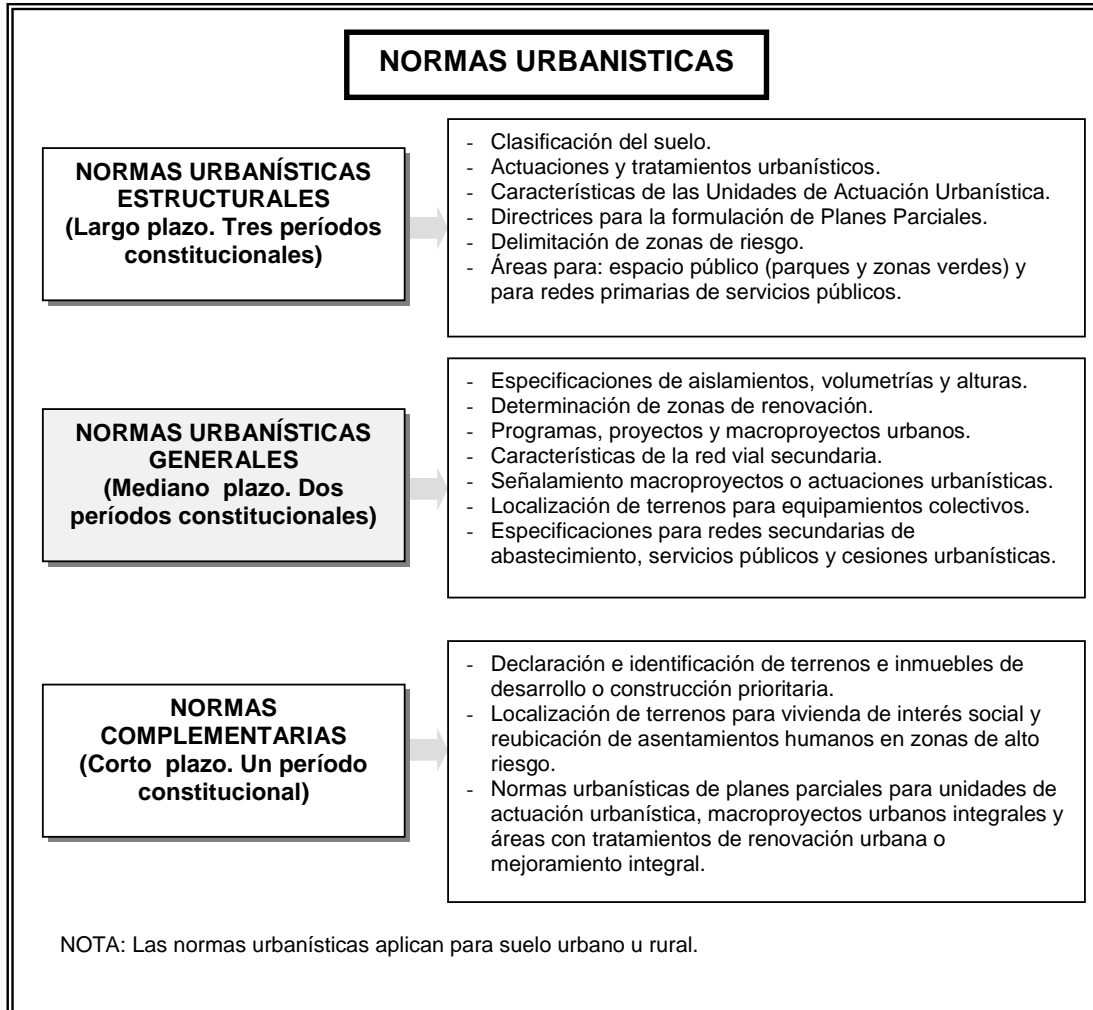 NORMAS URBANISTICAS
NORMAS URBANÍSTICAS
ESTRUCTURALES
(Largo plazo. Tres períodos
constitucionales)
- Clasificación del suelo.
- Actuaciones y tratamientos urbanísticos.
- Características de las Unidades de Actuación Urbanística.
- Directrices para la formulación de Planes Parciales.
- Delimitación de zonas de riesgo.
- Áreas para: espacio público (parques y zonas verdes) y
para redes primarias de servicios públicos.
NORMAS URBANÍSTICAS
GENERALES
(Mediano plazo. Dos
períodos constitucionales)
- Especificaciones de aislamientos, volumetrías y alturas.
- Determinación de zonas de renovación.
- Programas, proyectos y macroproyectos urbanos.
- Características de la red vial secundaria.
- Señalamiento macroproyectos o actuaciones urbanísticas.
- Localización de terrenos para equipamientos colectivos.
- Especificaciones para redes secundarias de
abastecimiento, servicios públicos y cesiones urbanísticas.
NORMAS
COMPLEMENTARIAS
(Corto plazo. Un período
constitucional)
- Declaración e identificación de terrenos e inmuebles de
desarrollo o construcción prioritaria.
- Localización de terrenos para vivienda de interés social y
reubicación de asentamientos humanos en zonas de alto
riesgo.
- Normas urbanísticas de planes parciales para unidades de
actuación urbanística, macroproyectos urbanos integrales y
áreas con tratamientos de renovación urbana o
mejoramiento integral.
NOTA: Las normas urbanísticas aplican para suelo urbano u rural.